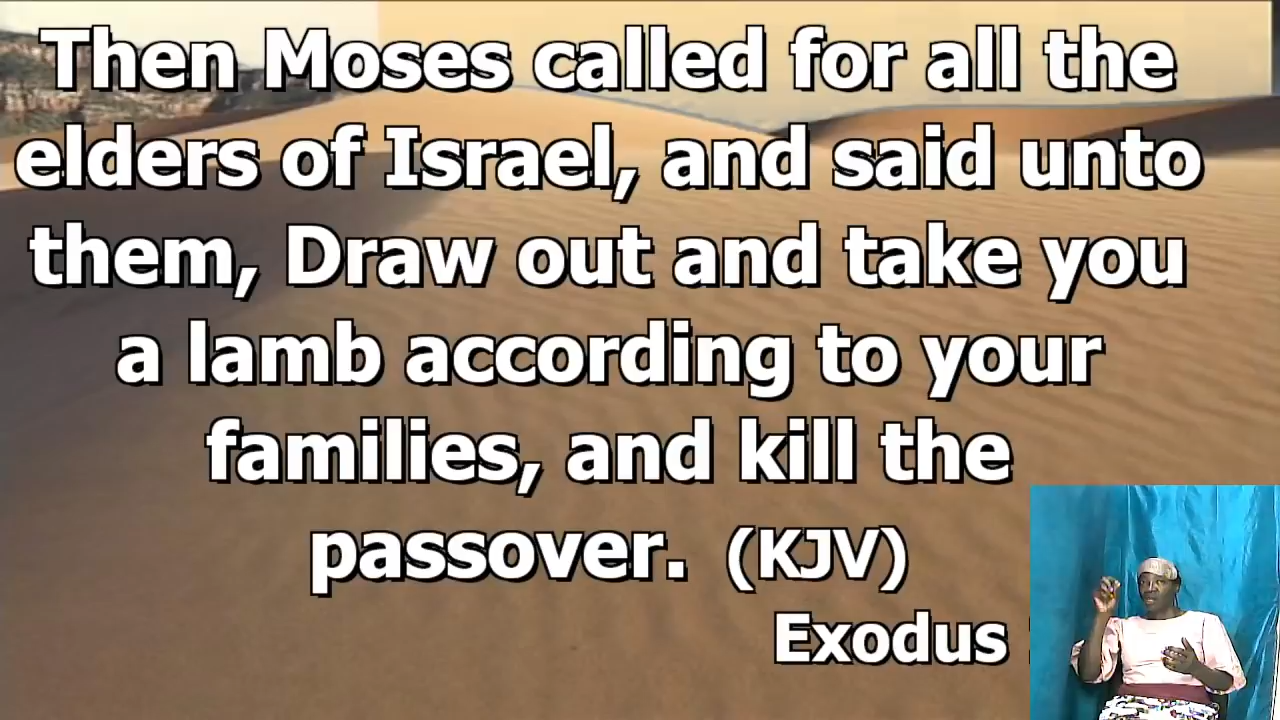 Then Moses called for all the
elders of Israel, and said unto
them, Draw out and take you
a lamb according to your
families, and kill the
passover. (KJV)
Exodus